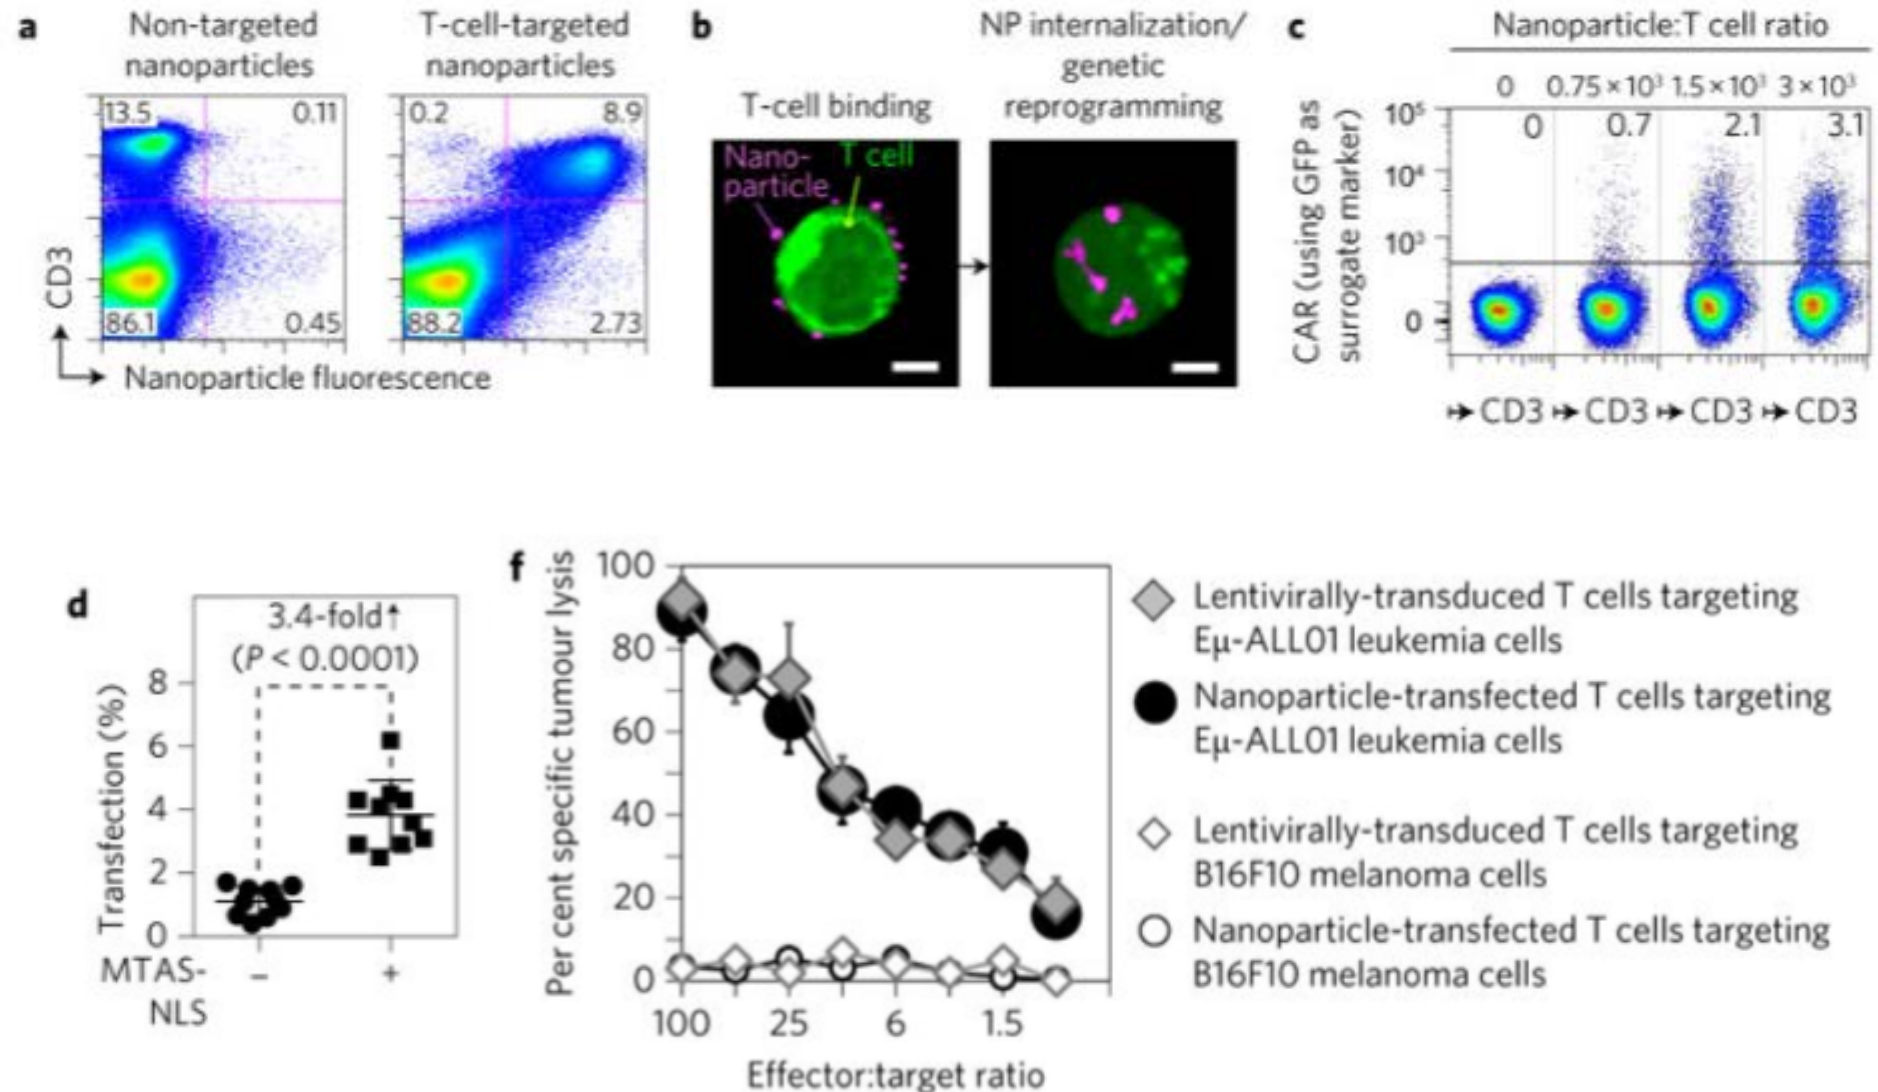 a
Non-targeted
nanoparticles
T-cell-targeted
nanoparticles
13.5
0.11
86.1
0.45
0.2
8.9
88.2
2.73
CD3
Nanoparticle fluorescence
b
T-cell binding
NP internalization/
genetic
reprogramming
Nano-
particle
T cell
c
Nanoparticle:T cell ratio
0 0.75 × 10³ 1.5 × 10³ 3 × 10³
0 0.7 2.1 3.1
CAR (using GFP as
surrogate marker)
10⁵
10⁴
10³
0
CD3 CD3 CD3 CD3
d
3.4-fold↑
(P < 0.0001)
Transfection (%)
8
6
4
2
0
MTAS-
NLS
– +
f
Per cent specific tumour lysis
100
80
60
40
20
0
100 25 6 1.5
Effector:target ratio
Lentivirally-transduced T cells targeting
Eμ-ALL01 leukemia cells
Nanoparticle-transfected T cells targeting
Eμ-ALL01 leukemia cells
Lentivirally-transduced T cells targeting
B16F10 melanoma cells
Nanoparticle-transfected T cells targeting
B16F10 melanoma cells